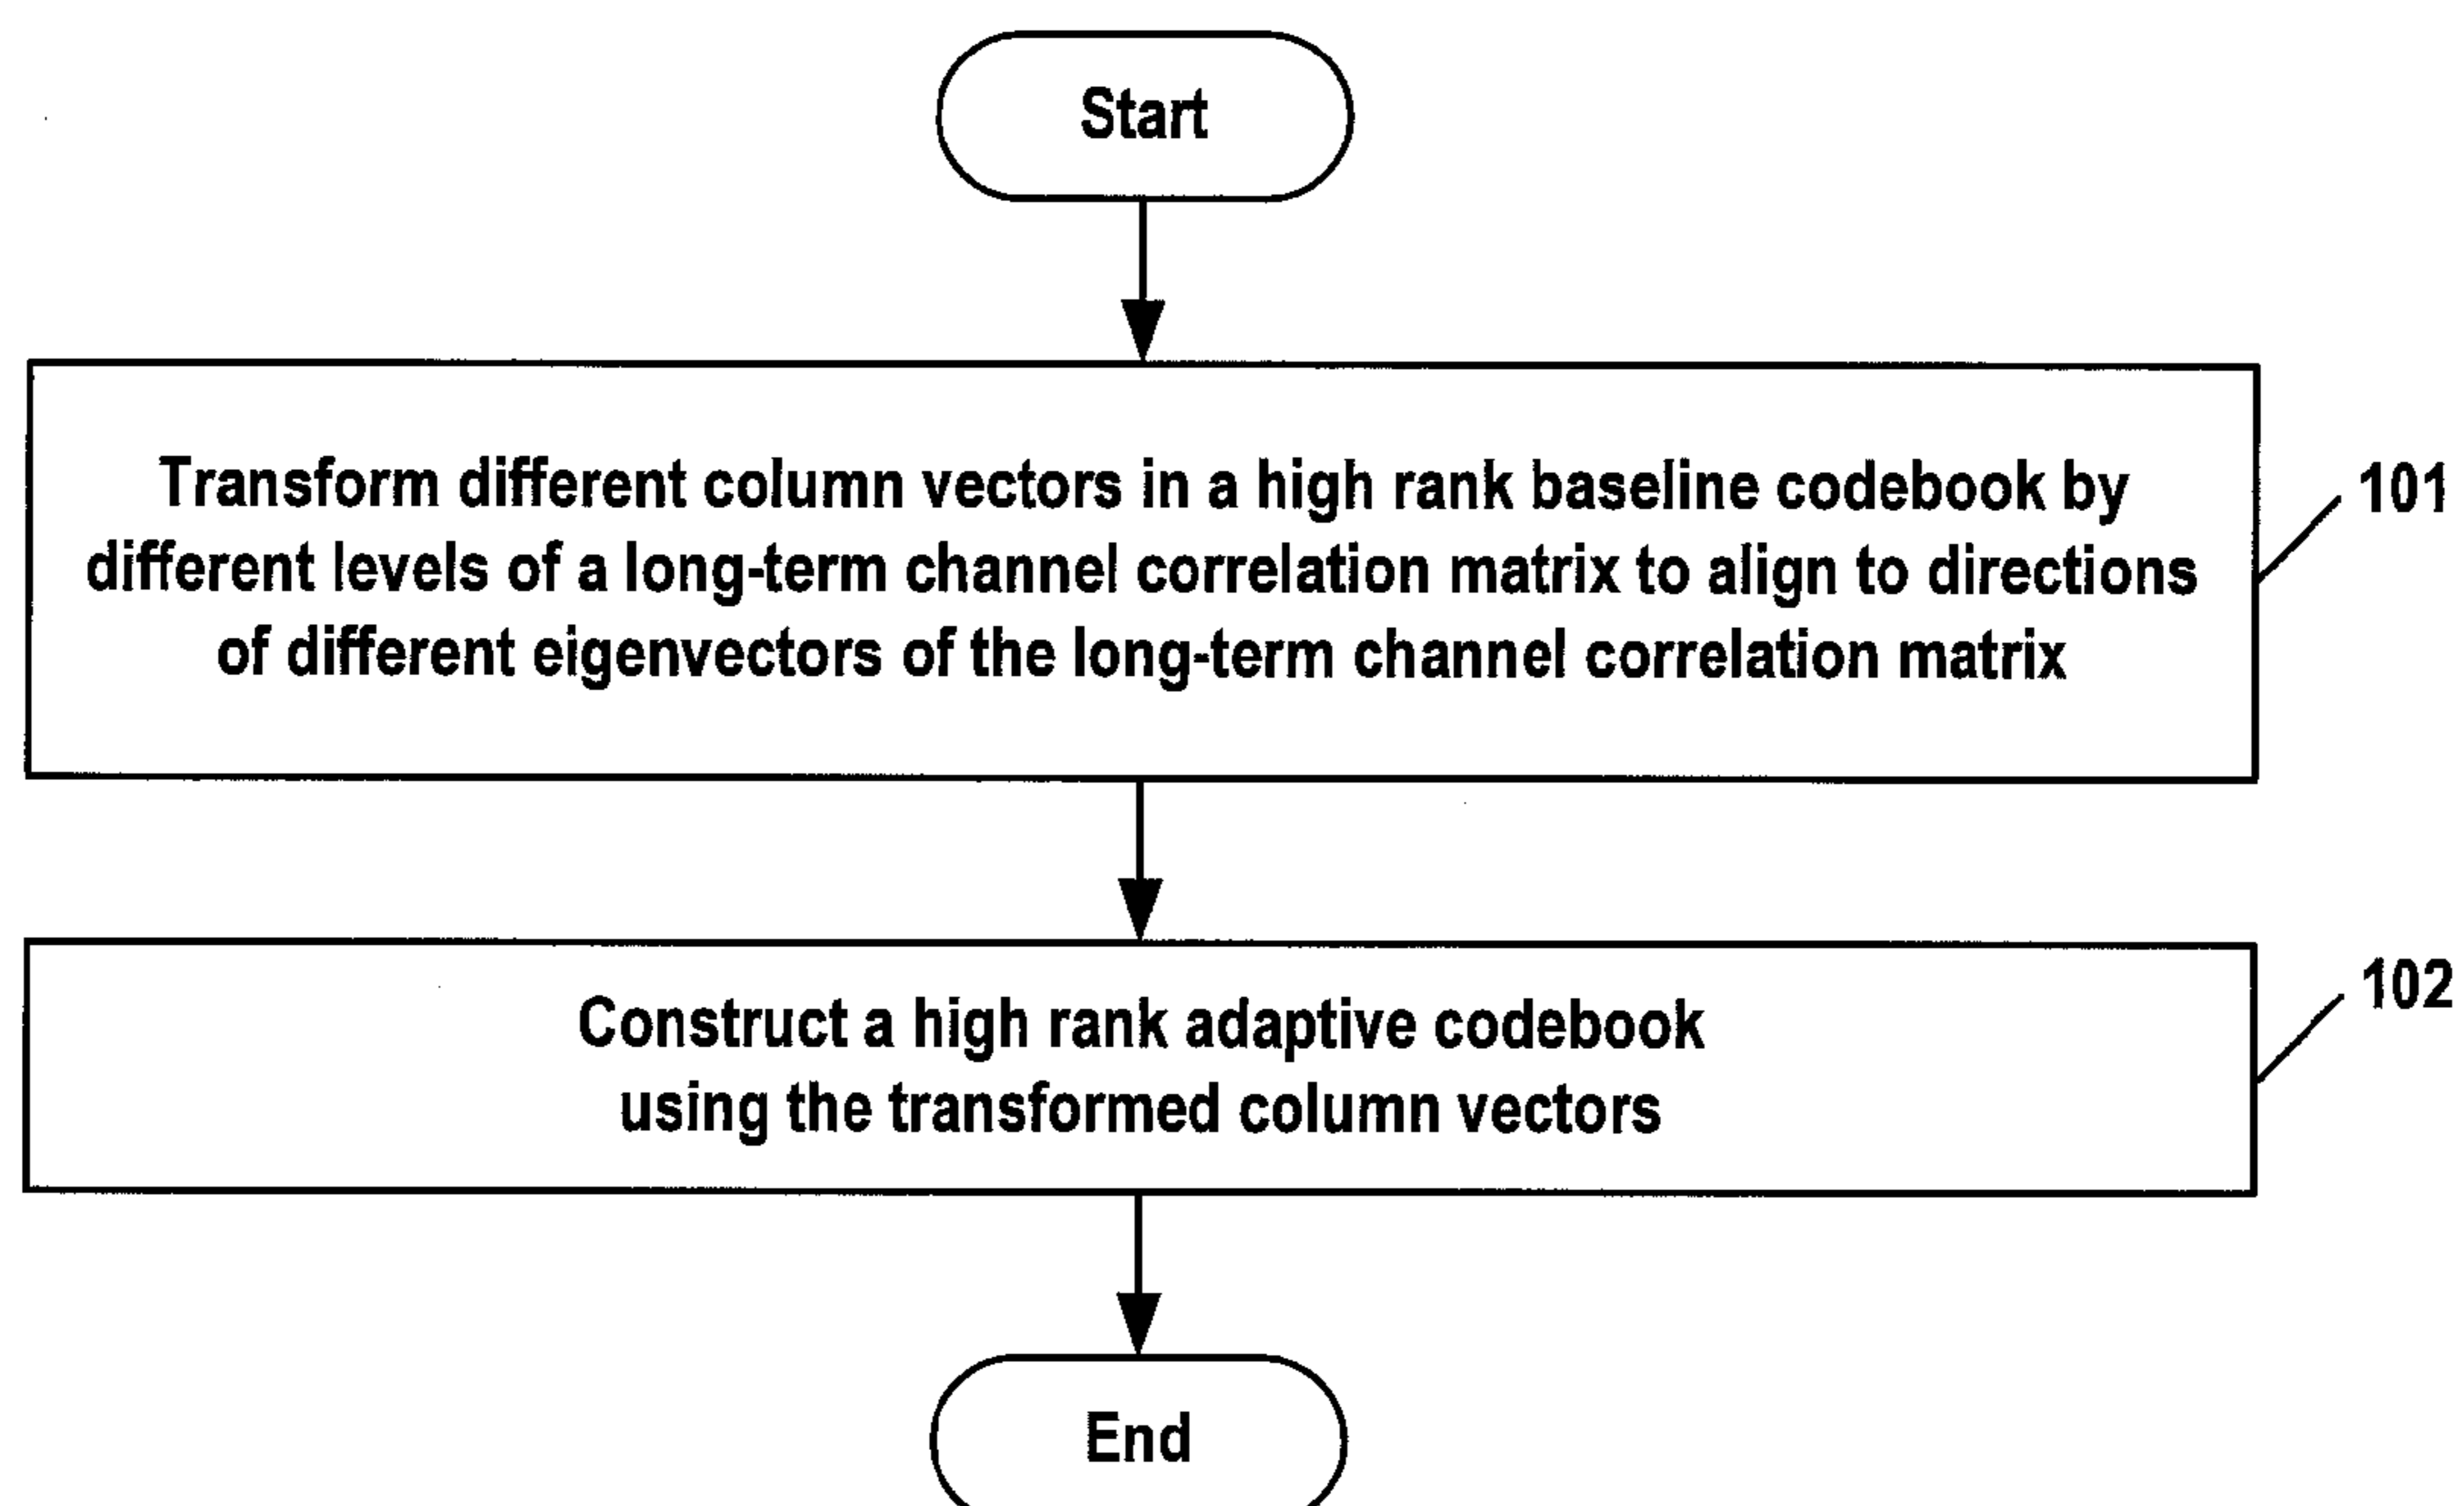 Start
Transform different column vectors in a high rank baseline codebook by
different levels of a long-term channel correlation matrix to align to directions
of different eigenvectors of the long-term channel correlation matrix
101
Construct a high rank adaptive codebook
using the transformed column vectors
102
End